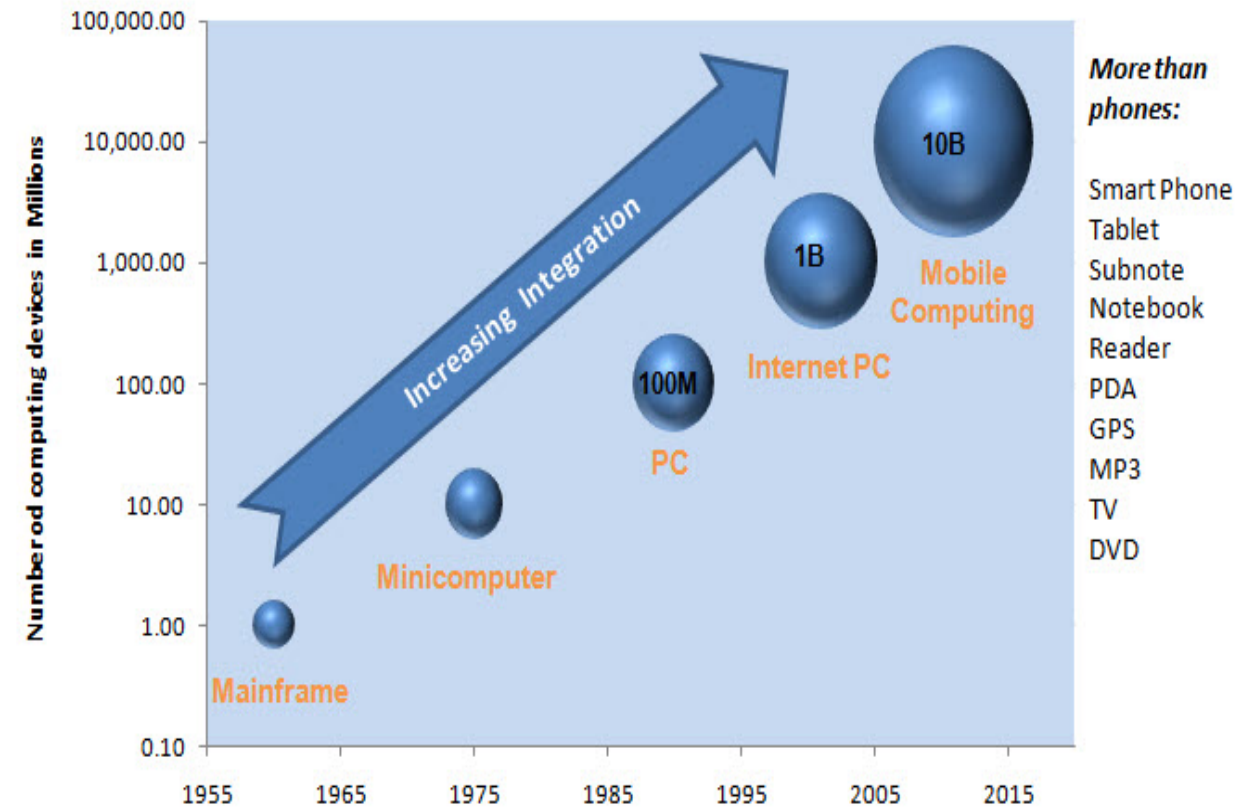 Number od computing devices in Millions
100,000.00
10,000.00
1,000.00
100.00
10.00
1.00
0.10
1955 1965 1975 1985 1995 2005 2015
Increasing Integration
Mainframe
Minicomputer
100M
PC
1B
Internet PC
10B
Mobile
Computing
More than
phones:
Smart Phone
Tablet
Subnote
Notebook
Reader
PDA
GPS
MP3
TV
DVD